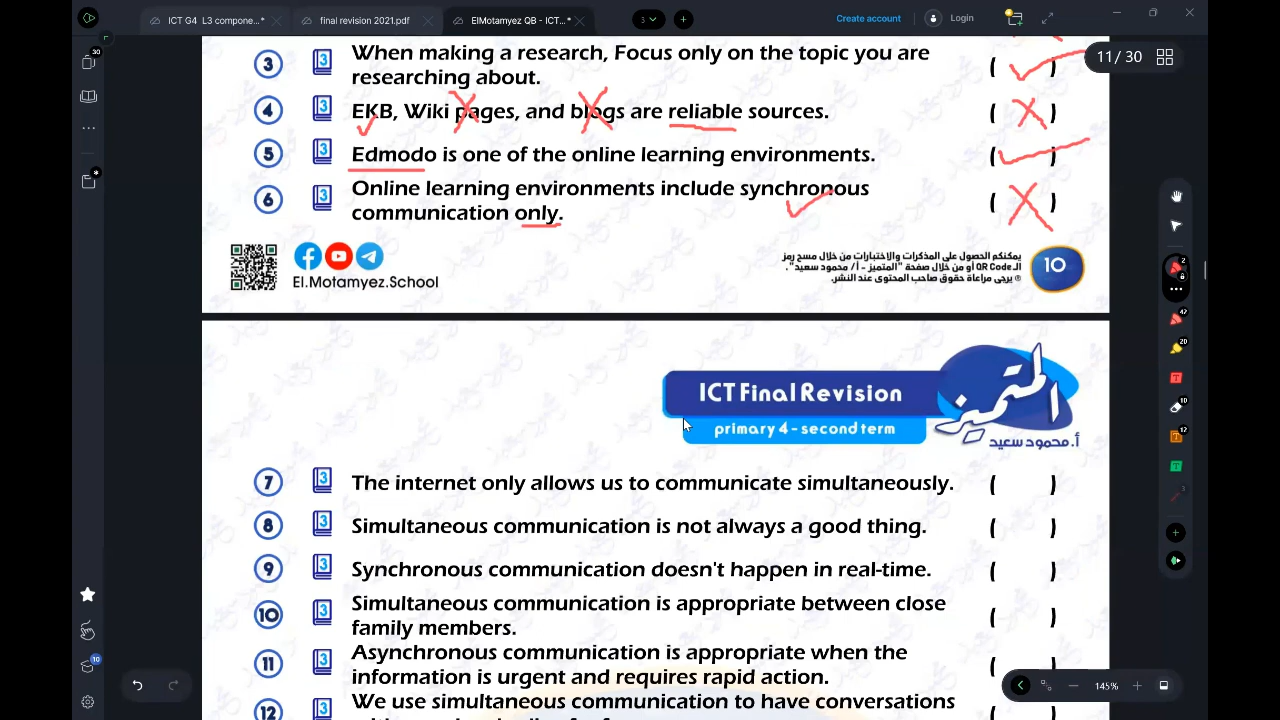 ICT G4 L3 compone...*
final revision 2021.pdf
ElMotamyez QB - ICT...*
3
Create account
Login
11 / 30
3 When making a research, Focus only on the topic you are ( )
researching about.
4 EKB, Wiki pages, and blogs are reliable sources. ( )
5 Edmodo is one of the online learning environments. ( )
6 Online learning environments include synchronous ( )
communication only.
El.Motamyez.School
يمكنكم الحصول على المذكرات والاختبارات من خلال مسح رمز
الـ QR Code أو من خلال صفحة "المتميز - أ/ محمود سعيد".
® يرجى مراعاة حقوق صاحب المحتوى عند النشر.
10
ICT Final Revision
primary 4 - second term
المتميز
أ. محمود سعيد
7 The internet only allows us to communicate simultaneously. ( )
8 Simultaneous communication is not always a good thing. ( )
9 Synchronous communication doesn't happen in real-time. ( )
10 Simultaneous communication is appropriate between close ( )
family members.
11 Asynchronous communication is appropriate when the ( )
information is urgent and requires rapid action.
12 We use simultaneous communication to have conversations
145%